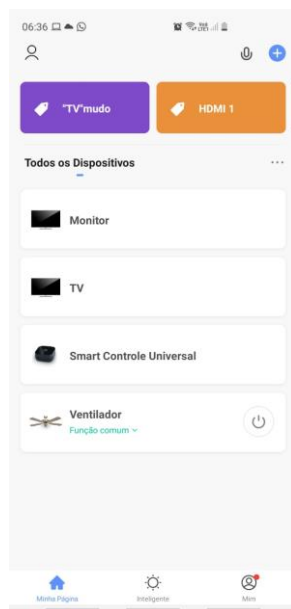 06:36
"TV"mudo
HDMI 1
Todos os Dispositivos
Monitor
TV
Smart Controle Universal
Ventilador
Função comum
Minha Página
Inteligente
Mim